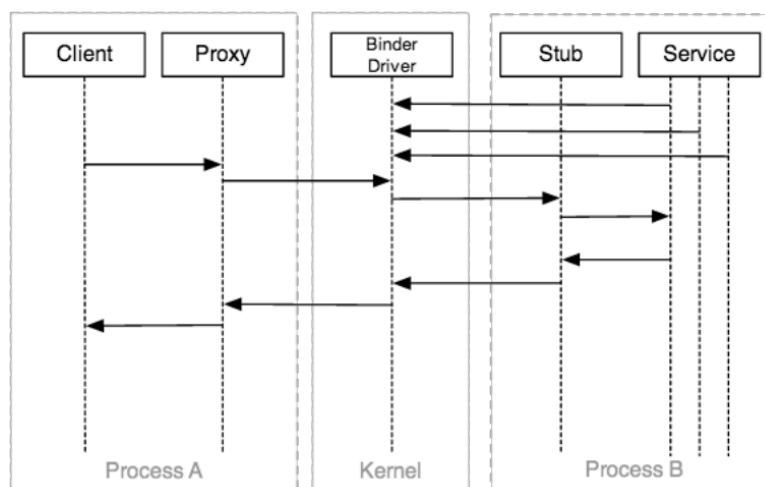 Client
Proxy
Binder
Driver
Stub
Service
Process A
Kernel
Process B